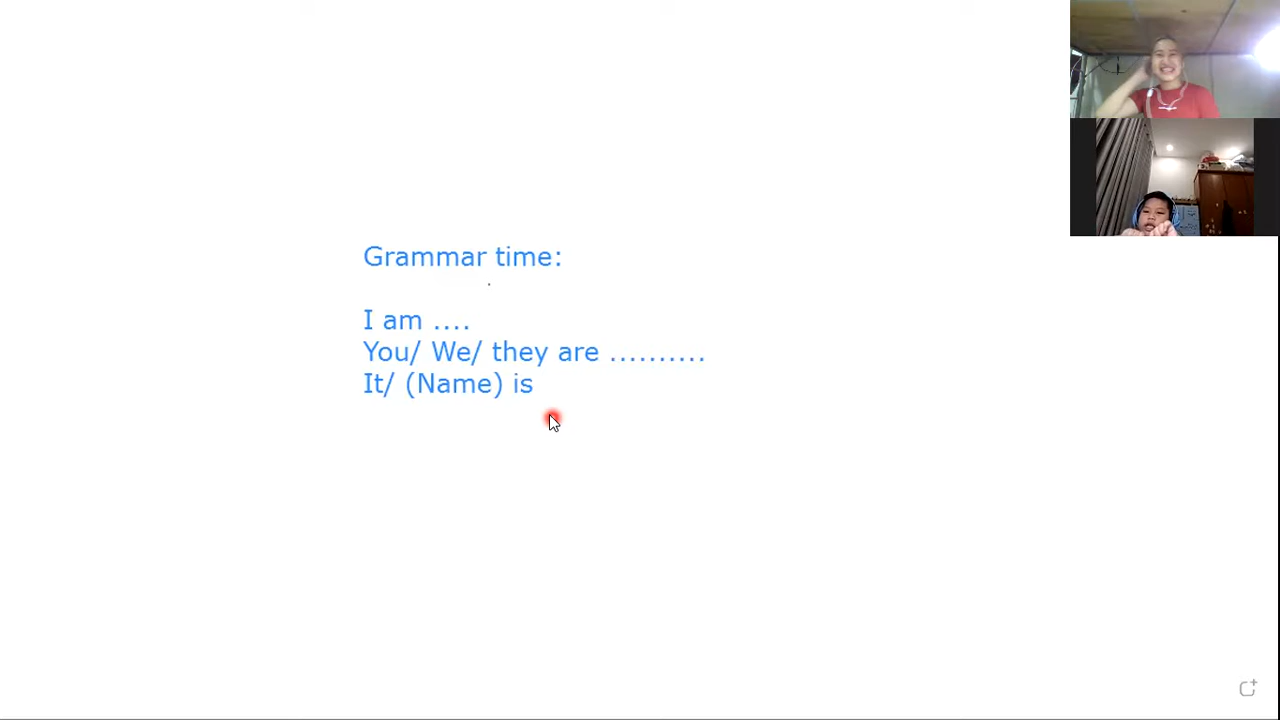 Grammar time:
I am ....
You/ We/ they are ..........
It/ (Name) is